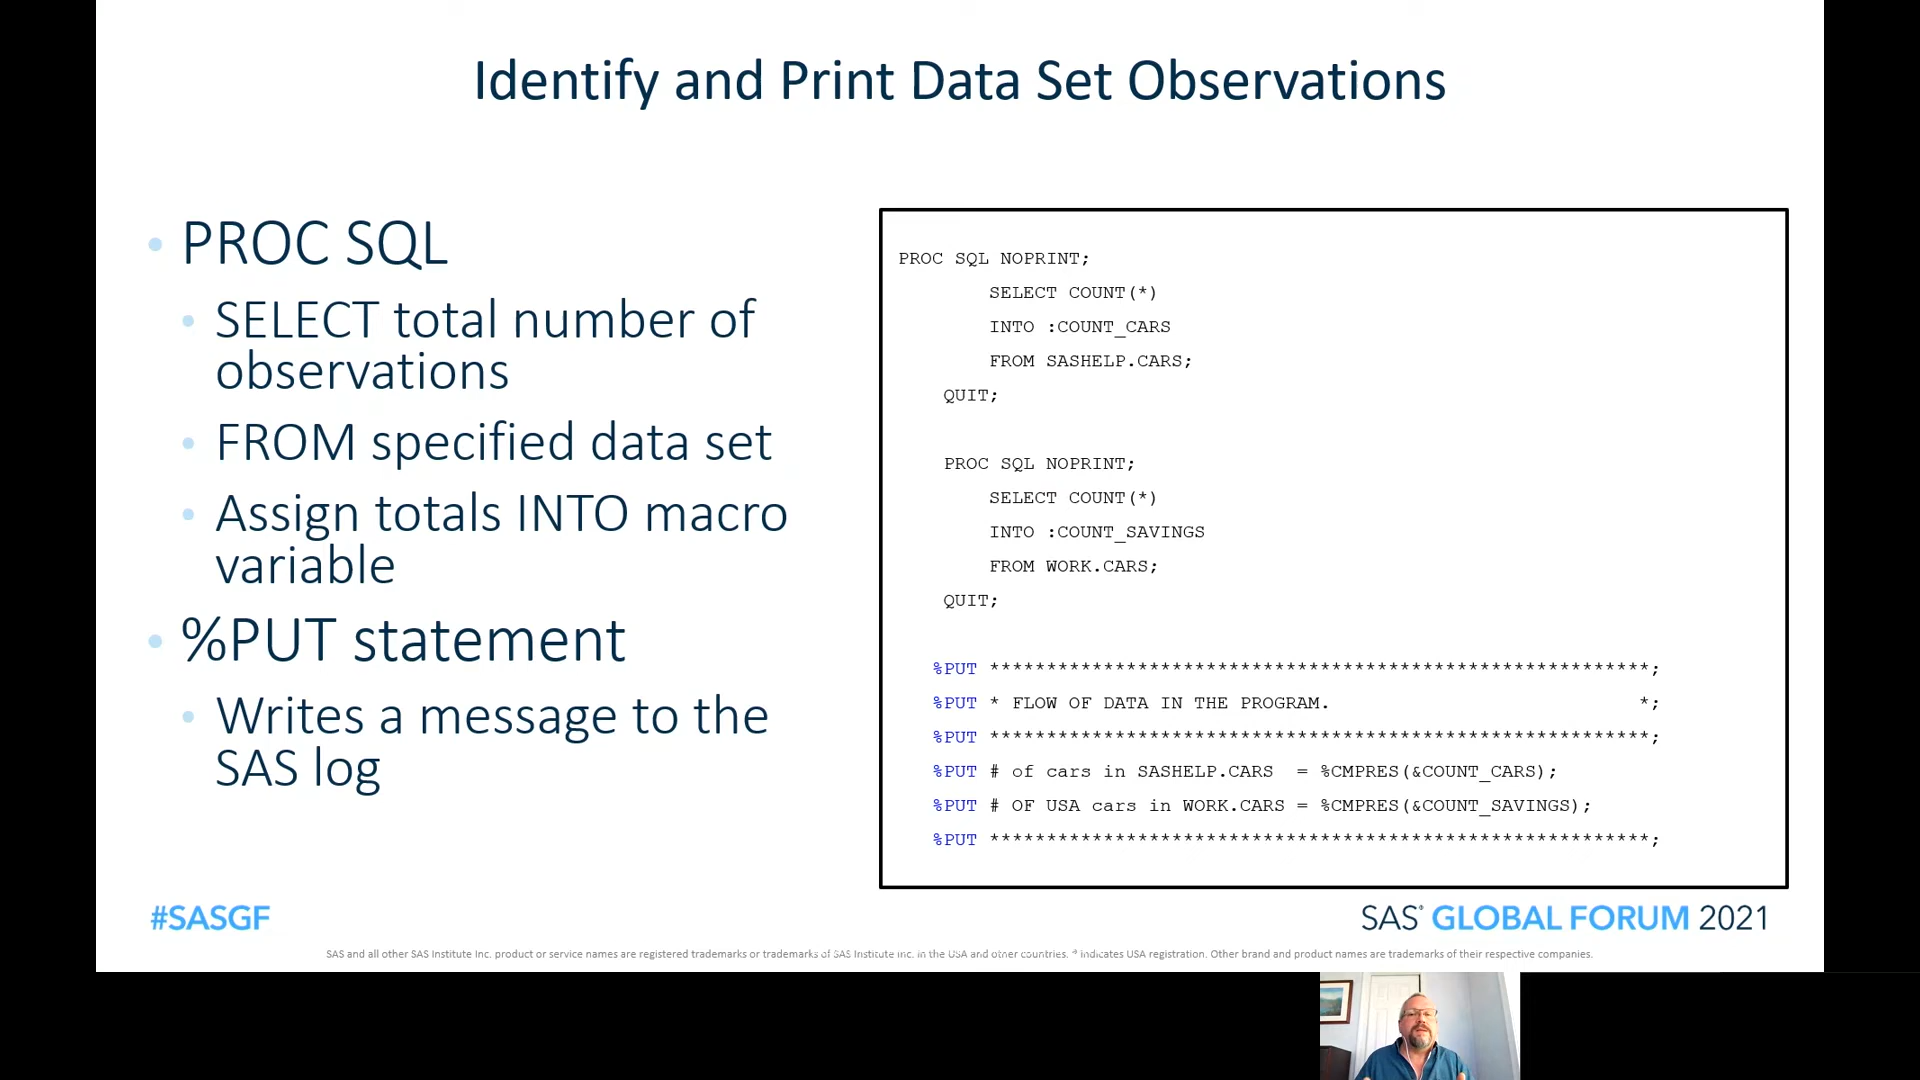 Identify and Print Data Set Observations
• PROC SQL
• SELECT total number of
observations
• FROM specified data set
• Assign totals INTO macro
variable
• %PUT statement
• Writes a message to the
SAS log
PROC SQL NOPRINT;
SELECT COUNT(*)
INTO :COUNT_CARS
FROM SASHELP.CARS;
QUIT;
PROC SQL NOPRINT;
SELECT COUNT(*)
INTO :COUNT_SAVINGS
FROM WORK.CARS;
QUIT;
%PUT **********************************************************;
%PUT * FLOW OF DATA IN THE PROGRAM.                           *;
%PUT **********************************************************;
%PUT # of cars in SASHELP.CARS  = %CMPRES(&COUNT_CARS);
%PUT # OF USA cars in WORK.CARS = %CMPRES(&COUNT_SAVINGS);
%PUT **********************************************************;
#SASGF
SAS® GLOBAL FORUM 2021
SAS and all other SAS Institute Inc. product or service names are registered trademarks or trademarks of SAS Institute Inc. in the USA and other countries. ® indicates USA registration. Other brand and product names are trademarks of their respective companies.